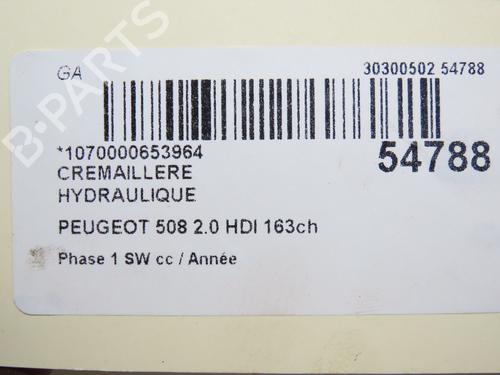 GA
30300502 54788
*1070000653964
54788
CREMAILLERE
HYDRAULIQUE
PEUGEOT 508 2.0 HDI 163ch
Phase 1 SW cc / Année
B-PARTS